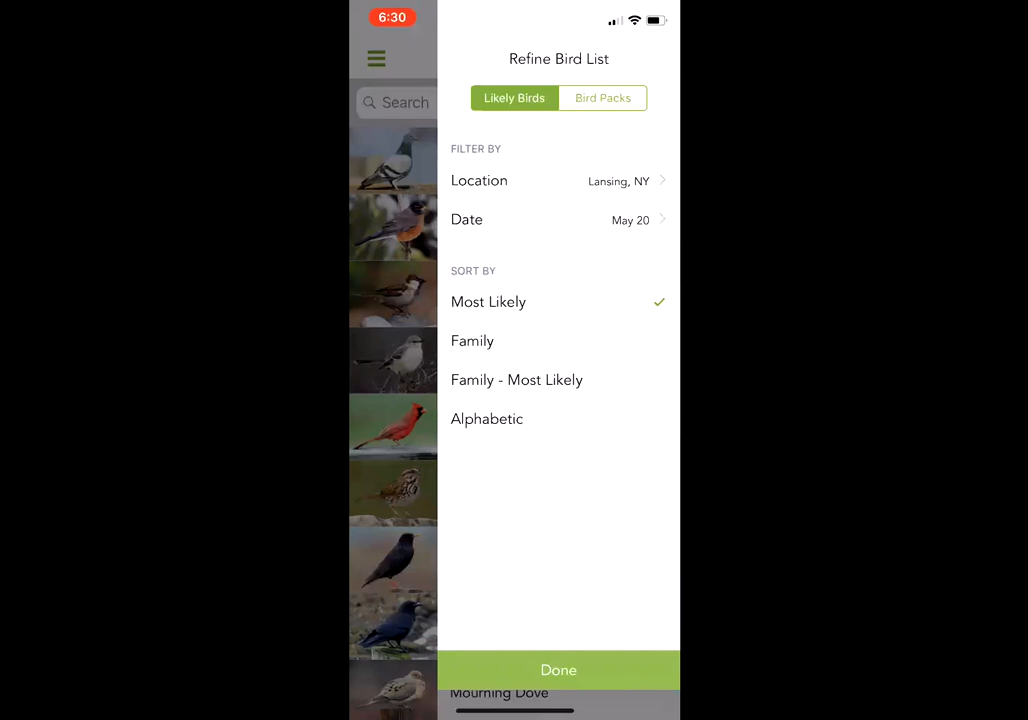 6:30
Refine Bird List
Search
Likely Birds
Bird Packs
FILTER BY
Location Lansing, NY
Date May 20
SORT BY
Most Likely
Family
Family - Most Likely
Alphabetic
Done
Mourning Dove